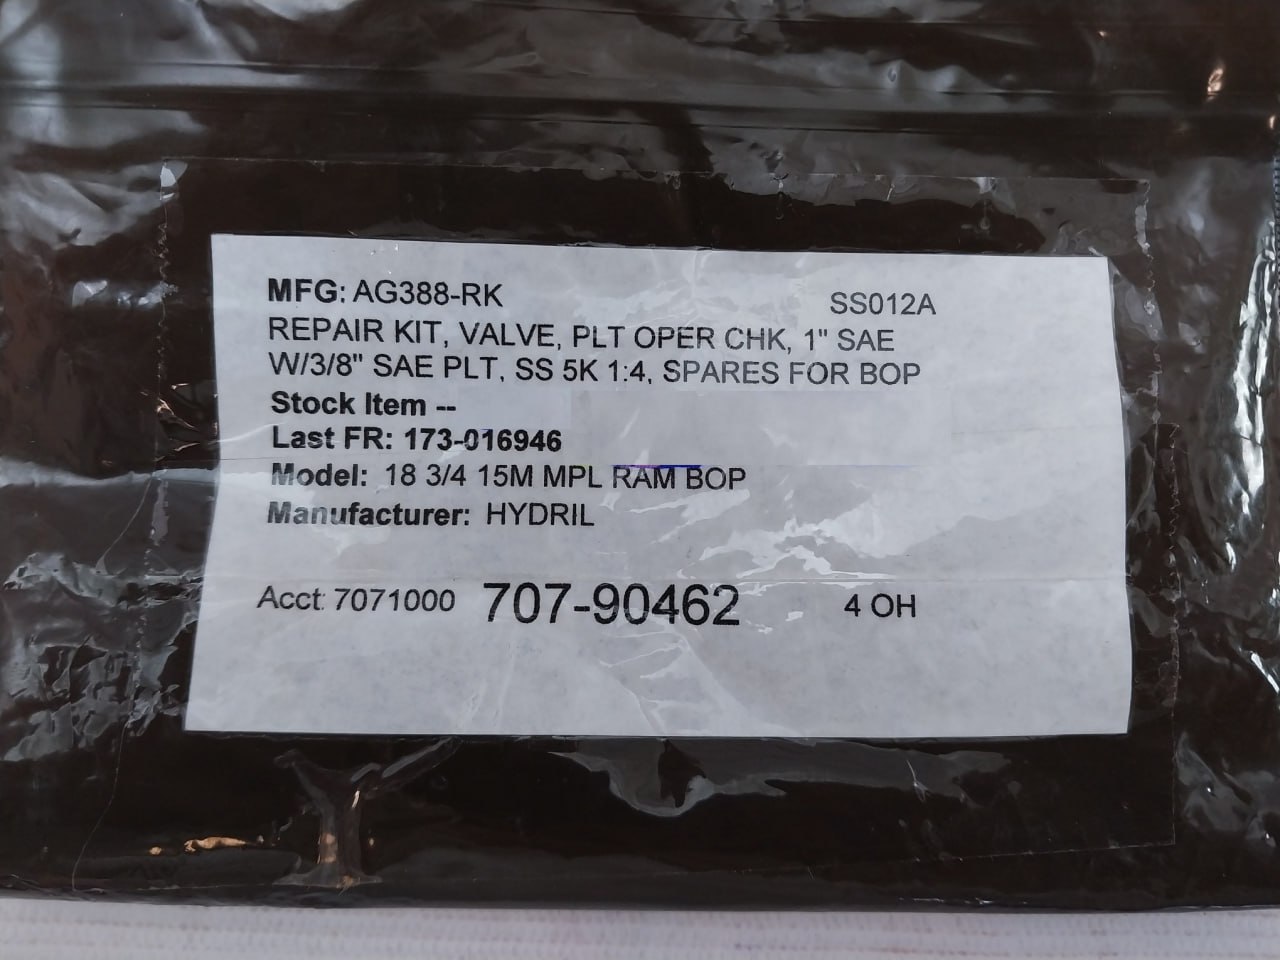 MFG: AG388-RK SS012A
REPAIR KIT, VALVE, PLT OPER CHK, 1" SAE
W/3/8" SAE PLT, SS 5K 1:4, SPARES FOR BOP
Stock Item --
Last FR: 173-016946
Model: 18 3/4 15M MPL RAM BOP
Manufacturer: HYDRIL
Acct: 7071000 707-90462 4 OH